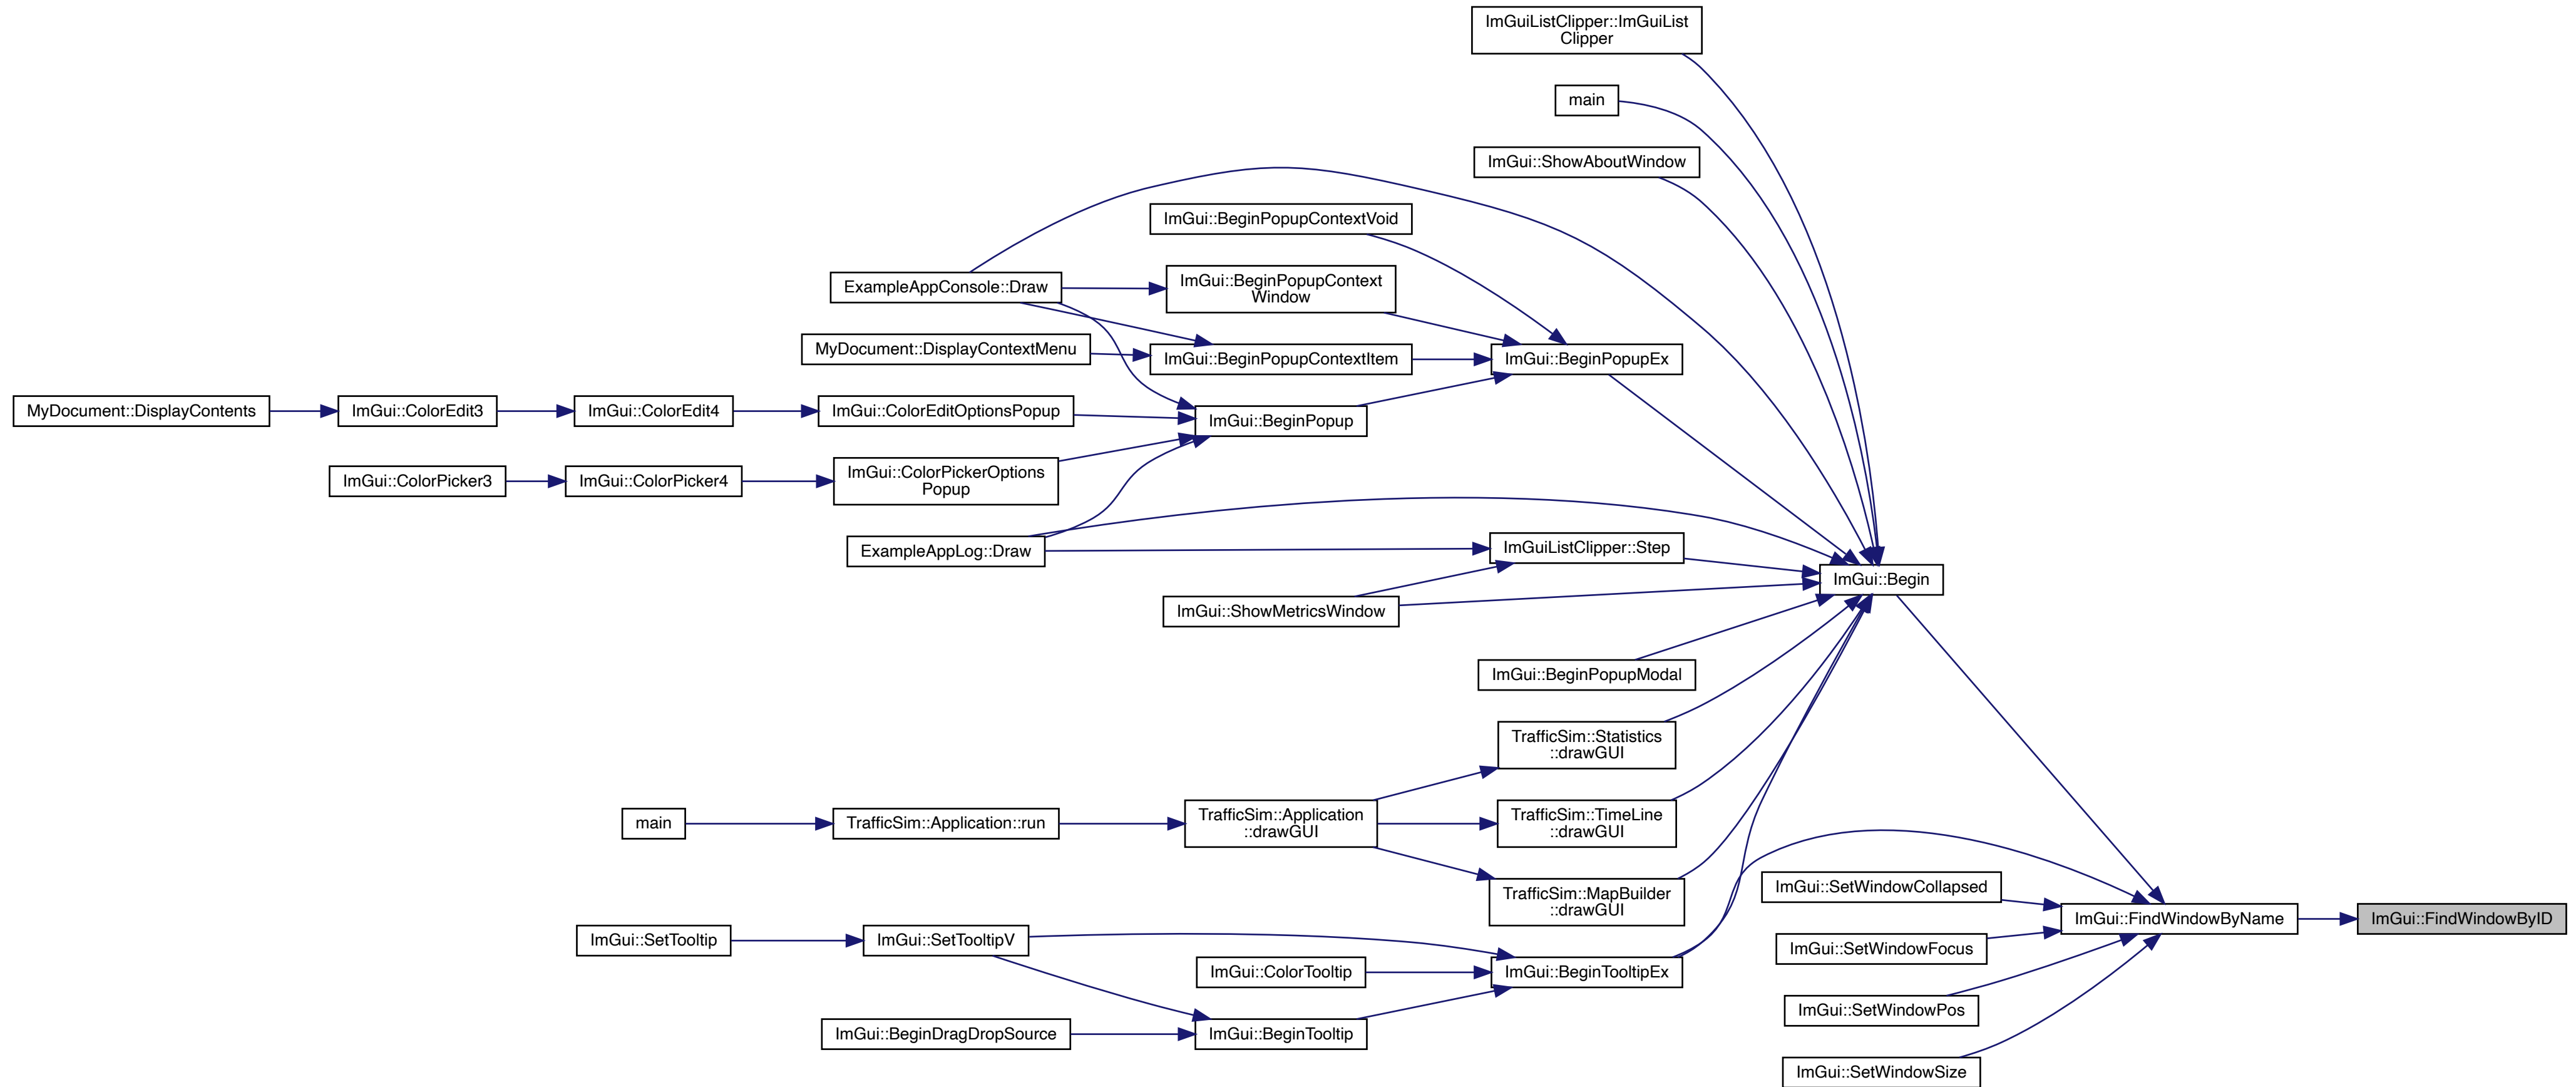 ImGuiListClipper::ImGuiList
Clipper
main
ImGui::ShowAboutWindow
ImGui::BeginPopupContextVoid
ExampleAppConsole::Draw
ImGui::BeginPopupContext
Window
MyDocument::DisplayContextMenu
ImGui::BeginPopupContextItem
ImGui::BeginPopupEx
MyDocument::DisplayContents
ImGui::ColorEdit3
ImGui::ColorEdit4
ImGui::ColorEditOptionsPopup
ImGui::BeginPopup
ImGui::ColorPicker3
ImGui::ColorPicker4
ImGui::ColorPickerOptions
Popup
ExampleAppLog::Draw
ImGuiListClipper::Step
ImGui::Begin
ImGui::ShowMetricsWindow
ImGui::BeginPopupModal
TrafficSim::Statistics
::drawGUI
main
TrafficSim::Application::run
TrafficSim::Application
::drawGUI
TrafficSim::TimeLine
::drawGUI
TrafficSim::MapBuilder
::drawGUI
ImGui::SetWindowCollapsed
ImGui::FindWindowByName
ImGui::FindWindowByID
ImGui::SetTooltip
ImGui::SetTooltipV
ImGui::SetWindowFocus
ImGui::ColorTooltip
ImGui::BeginTooltipEx
ImGui::SetWindowPos
ImGui::BeginDragDropSource
ImGui::BeginTooltip
ImGui::SetWindowSize